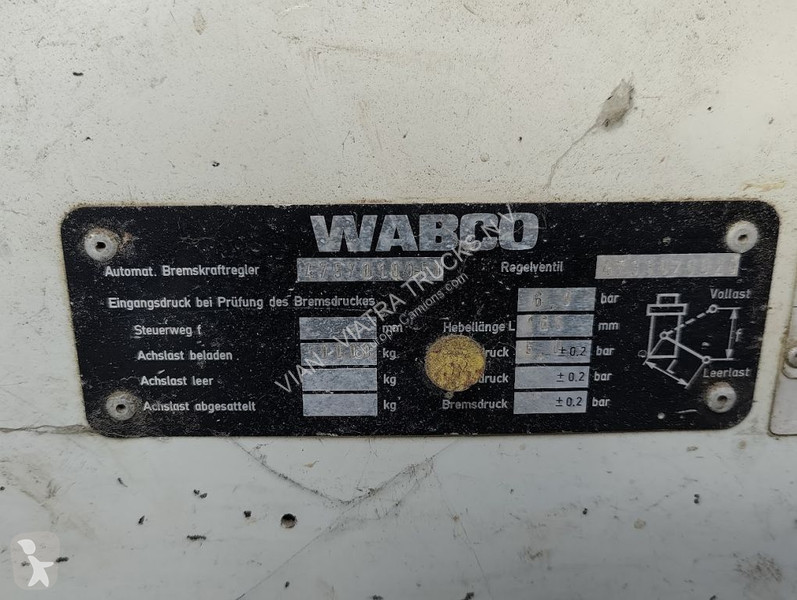 WABCO
Automat. Bremskraftregler Regelventil
Eingangsdruck bei Prüfung des Bremsdruckes bar
Steuerweg f mm Hebellänge L mm
Achslast beladen kg ±0.2 bar
Achslast leer kg ±0.2 bar
Achslast abgesattelt kg Bremsdruck ±0.2 bar
Vollast
f
Leerlast
L
VIAN - VIATRA TRUCKS N.V